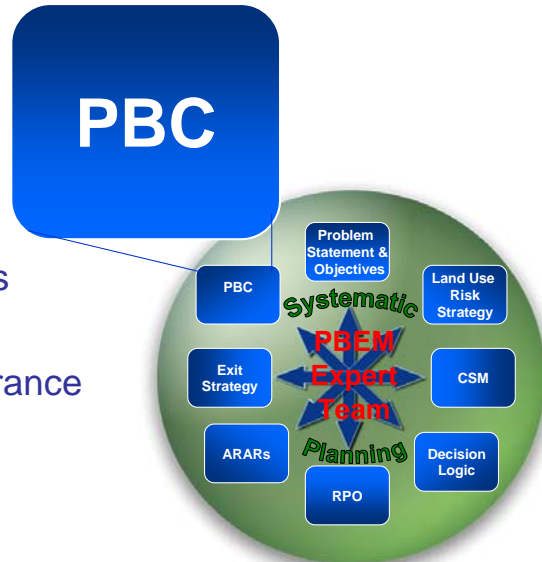 PBC
s
rance
Problem
Statement &
Objectives
PBC
Land Use
Risk
Strategy
Systematic
PBEM
Expert
Team
Exit
Strategy
CSM
ARARs
Planning
Decision
Logic
RPO